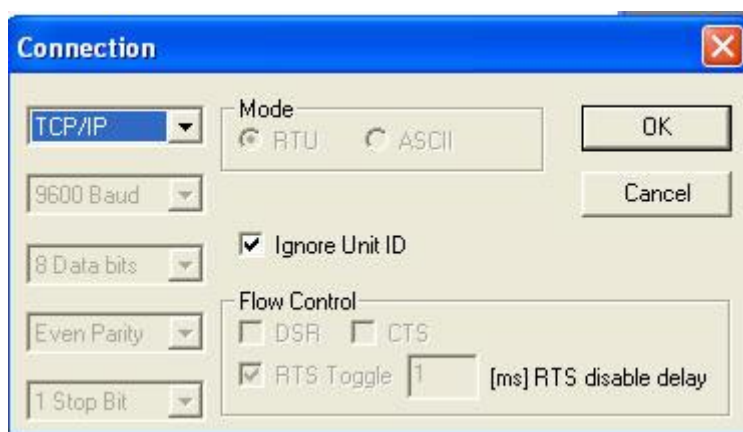 Connection
TCP/IP
9600 Baud
8 Data bits
Even Parity
1 Stop Bit
Mode
RTU ASCII
Ignore Unit ID
Flow Control
DSR CTS
RTS Toggle 1 [ms] RTS disable delay
OK
Cancel